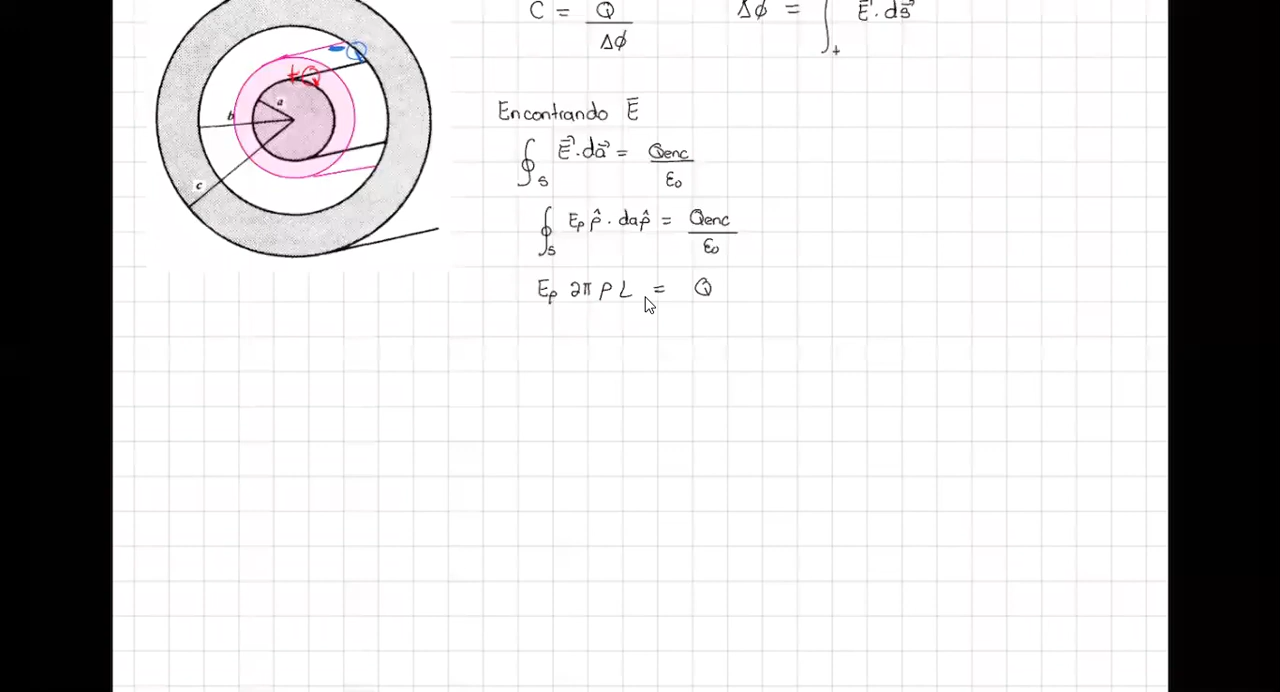 C = Q / Δϕ
Δϕ = ∫₊ E⃗ . ds⃗
-Q
+Q
a
b
c
Encontrando Ē
∮s E⃗ . da⃗ = Qenc / ε₀
∮s Eρ ρ̂ . da ρ̂ = Qenc / ε₀
Eρ 2π ρ L = Q